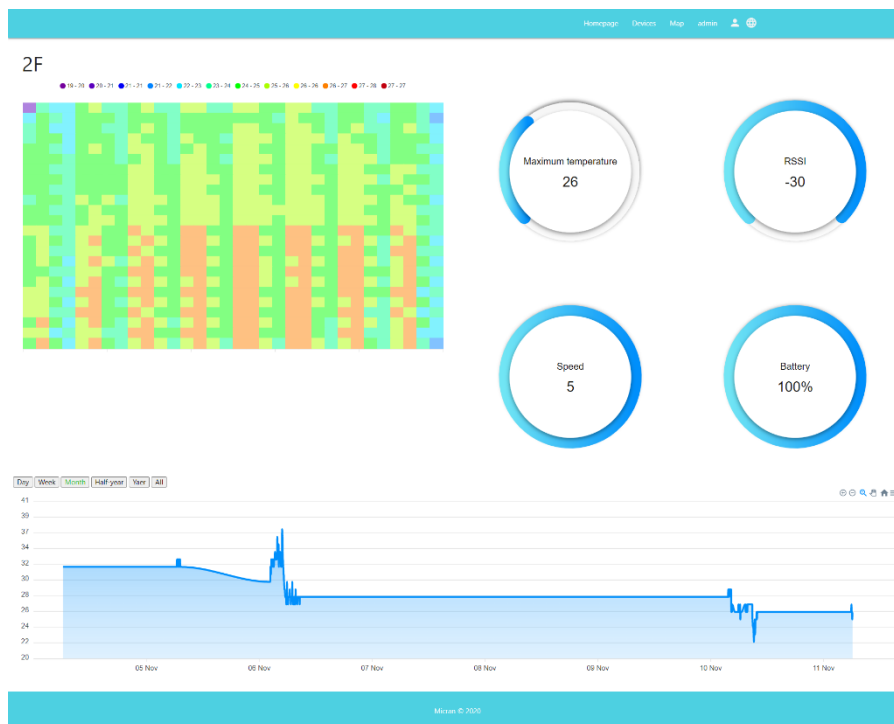 Homepage Devices Map admin
2F
19 - 20 20 - 21 21 - 21 21 - 22 22 - 23 23 - 24 24 - 25 25 - 26 26 - 26 26 - 27 27 - 28 27 - 27
Maximum temperature
26
RSSI
-30
Speed
5
Battery
100%
Day Week Month Half-year Yaer All
41
39
37
34
32
30
28
26
24
22
20
05 Nov 06 Nov 07 Nov 08 Nov 09 Nov 10 Nov 11 Nov
Micran © 2020